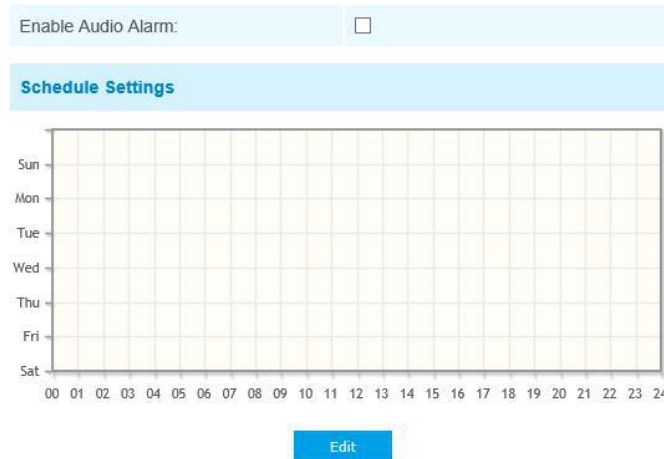 Enable Audio Alarm:
Schedule Settings
Sun
Mon
Tue
Wed
Thu
Fri
Sat
00 01 02 03 04 05 06 07 08 09 10 11 12 13 14 15 16 17 18 19 20 21 22 23 24
Edit